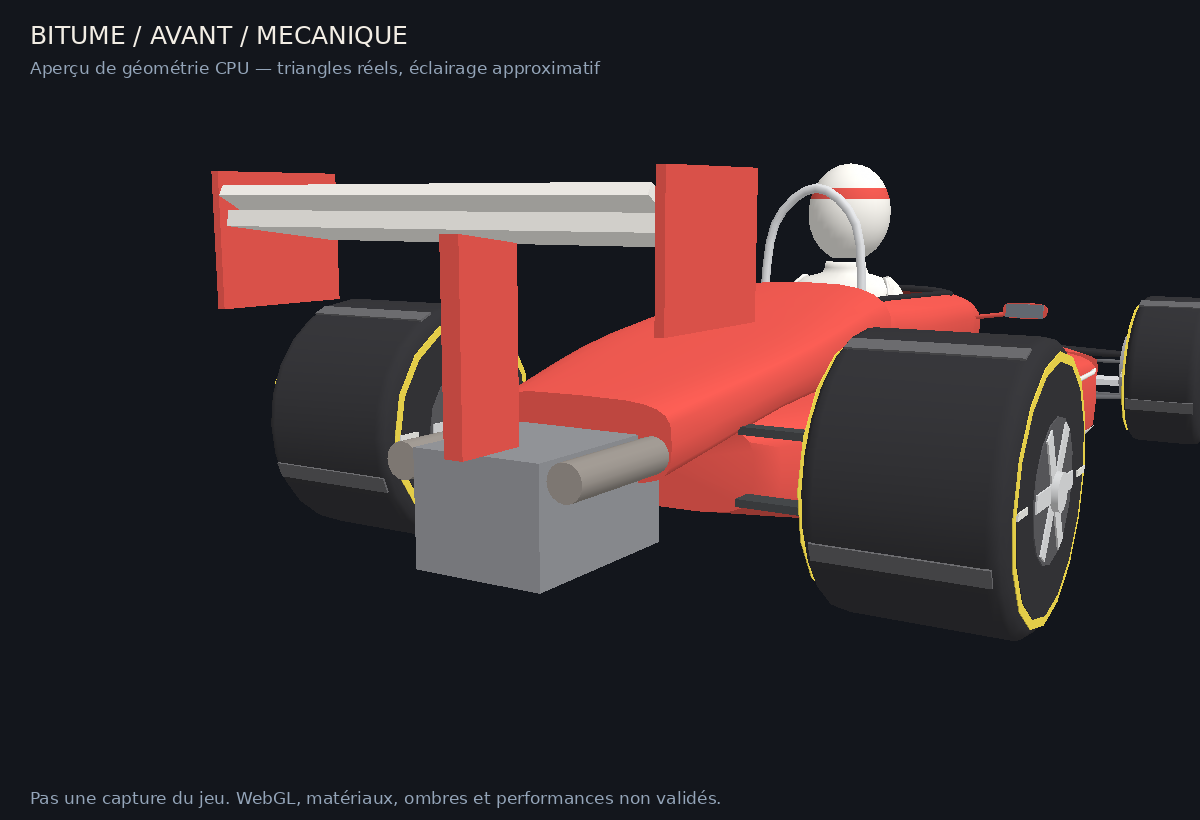 BITUME / AVANT / MECANIQUE
Aperçu de géométrie CPU — triangles réels, éclairage approximatif
Pas une capture du jeu. WebGL, matériaux, ombres et performances non validés.